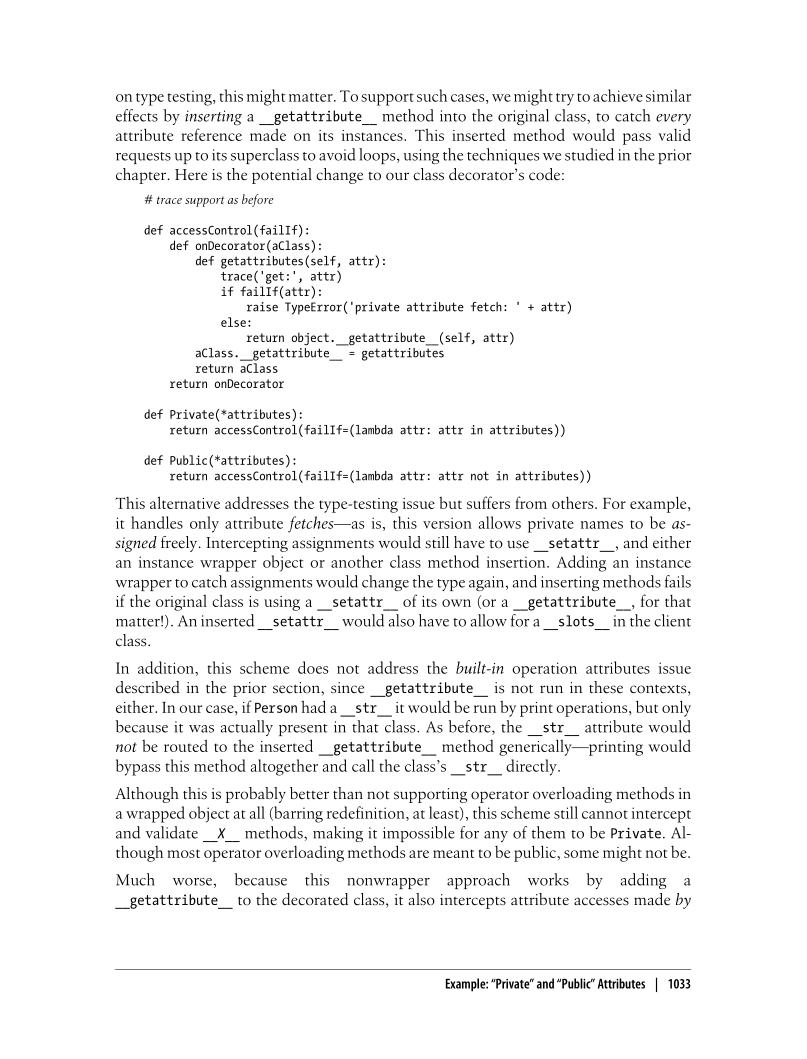 on type testing, this might matter. To support such cases, we might try to achieve similar
effects by inserting a __getattribute__ method into the original class, to catch every
attribute reference made on its instances. This inserted method would pass valid
requests up to its superclass to avoid loops, using the techniques we studied in the prior
chapter. Here is the potential change to our class decorator’s code:
# trace support as before
def accessControl(failIf):
    def onDecorator(aClass):
        def getattributes(self, attr):
            trace('get:', attr)
            if failIf(attr):
                raise TypeError('private attribute fetch: ' + attr)
            else:
                return object.__getattribute__(self, attr)
        aClass.__getattribute__ = getattributes
        return aClass
    return onDecorator
def Private(*attributes):
    return accessControl(failIf=(lambda attr: attr in attributes))
def Public(*attributes):
    return accessControl(failIf=(lambda attr: attr not in attributes))
This alternative addresses the type-testing issue but suffers from others. For example,
it handles only attribute fetches—as is, this version allows private names to be as-
signed freely. Intercepting assignments would still have to use __setattr__, and either
an instance wrapper object or another class method insertion. Adding an instance
wrapper to catch assignments would change the type again, and inserting methods fails
if the original class is using a __setattr__ of its own (or a __getattribute__, for that
matter!). An inserted __setattr__ would also have to allow for a __slots__ in the client
class.
In addition, this scheme does not address the built-in operation attributes issue
described in the prior section, since __getattribute__ is not run in these contexts,
either. In our case, if Person had a __str__ it would be run by print operations, but only
because it was actually present in that class. As before, the __str__ attribute would
not be routed to the inserted __getattribute__ method generically—printing would
bypass this method altogether and call the class’s __str__ directly.
Although this is probably better than not supporting operator overloading methods in
a wrapped object at all (barring redefinition, at least), this scheme still cannot intercept
and validate __X__ methods, making it impossible for any of them to be Private. Al-
though most operator overloading methods are meant to be public, some might not be.
Much worse, because this nonwrapper approach works by adding a
__getattribute__ to the decorated class, it also intercepts attribute accesses made by
Example: “Private” and “Public” Attributes | 1033